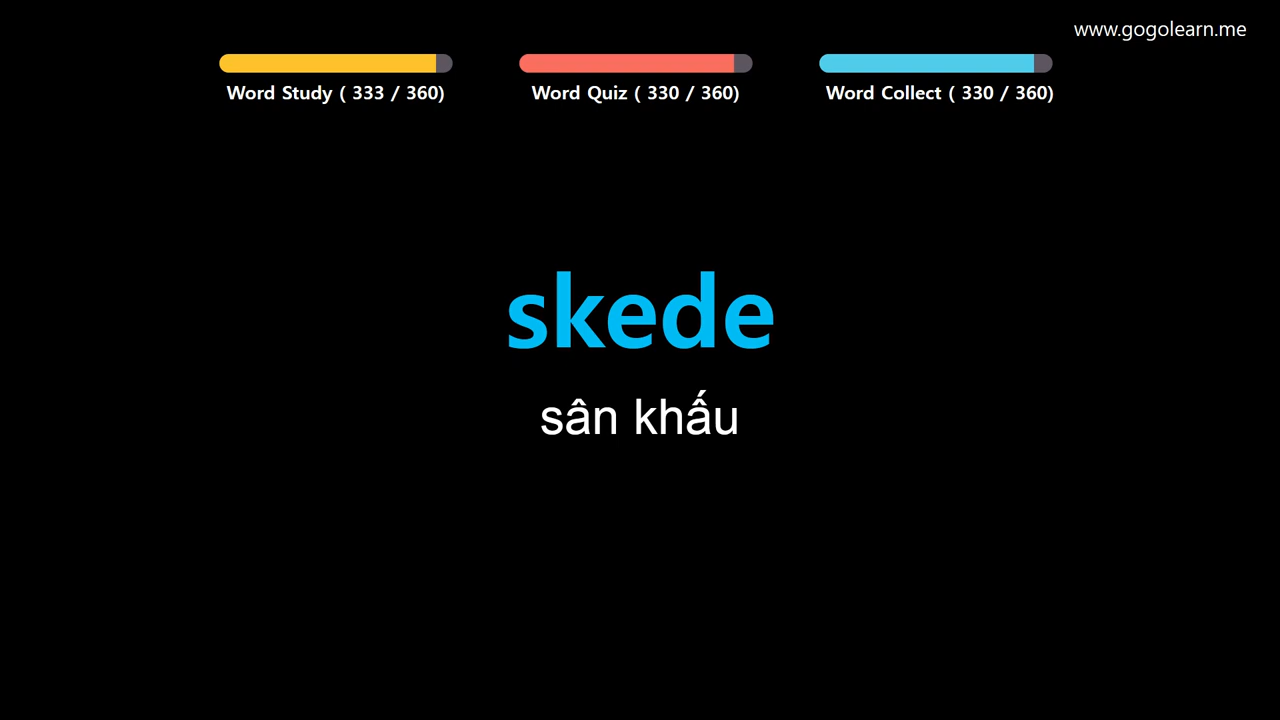 www.gogolearn.me
Word Study ( 333 / 360)
Word Quiz ( 330 / 360)
Word Collect ( 330 / 360)
skede
sân khấu